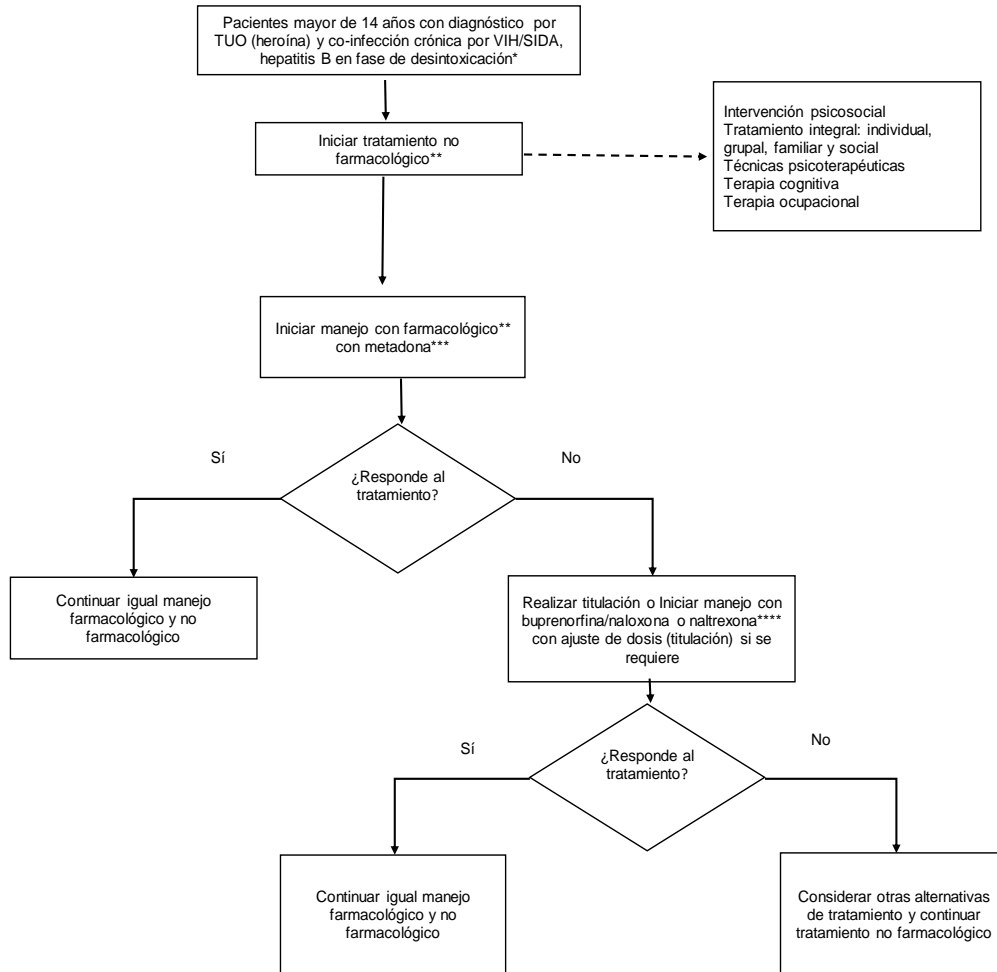 Pacientes mayor de 14 años con diagnóstico por
TUO (heroína) y co-infección crónica por VIH/SIDA,
hepatitis B en fase de desintoxicación*
Iniciar tratamiento no
farmacológico**
Intervención psicosocial
Tratamiento integral: individual,
grupal, familiar y social
Técnicas psicoterapéuticas
Terapia cognitiva
Terapia ocupacional
Iniciar manejo con farmacológico**
con metadona***
¿Responde al
tratamiento?
Sí
No
Continuar igual manejo
farmacológico y no
farmacológico
Realizar titulación o Iniciar manejo con
buprenorfina/naloxona o naltrexona****
con ajuste de dosis (titulación) si se
requiere
¿Responde al
tratamiento?
Sí
No
Continuar igual manejo
farmacológico y no
farmacológico
Considerar otras alternativas
de tratamiento y continuar
tratamiento no farmacológico